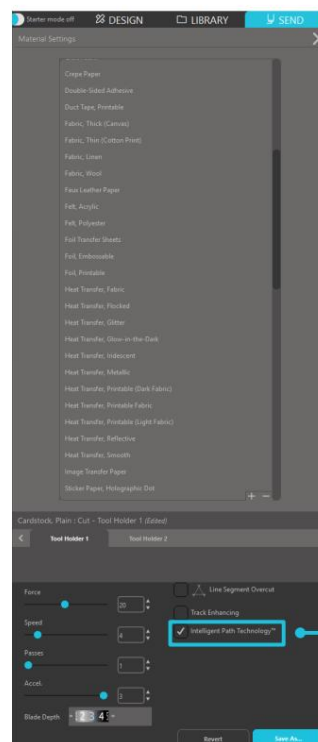 Starter mode off
DESIGN
LIBRARY
SEND
Material Settings
Crepe Paper
Double-Sided Adhesive
Duct Tape, Printable
Fabric, Thick (Canvas)
Fabric, Thin (Cotton Print)
Fabric, Linen
Fabric, Wool
Faux Leather Paper
Felt, Acrylic
Felt, Polyester
Foil Transfer Sheets
Foil, Embossable
Foil, Printable
Heat Transfer, Fabric
Heat Transfer, Flocked
Heat Transfer, Glitter
Heat Transfer, Glow-in-the-Dark
Heat Transfer, Iridescent
Heat Transfer, Metallic
Heat Transfer, Printable (Dark Fabric)
Heat Transfer, Printable Fabric
Heat Transfer, Printable (Light Fabric)
Heat Transfer, Reflective
Heat Transfer, Smooth
Image Transfer Paper
Sticker Paper, Holographic Dot
+ −
Cardstock, Plain : Cut - Tool Holder 1 (Edited)
Tool Holder 1
Tool Holder 2
Force
20
Line Segment Overcut
Track Enhancing
Speed
4
Intelligent Path Technology™
Passes
1
Accel.
3
Blade Depth
2 3 4
Revert
Save As...